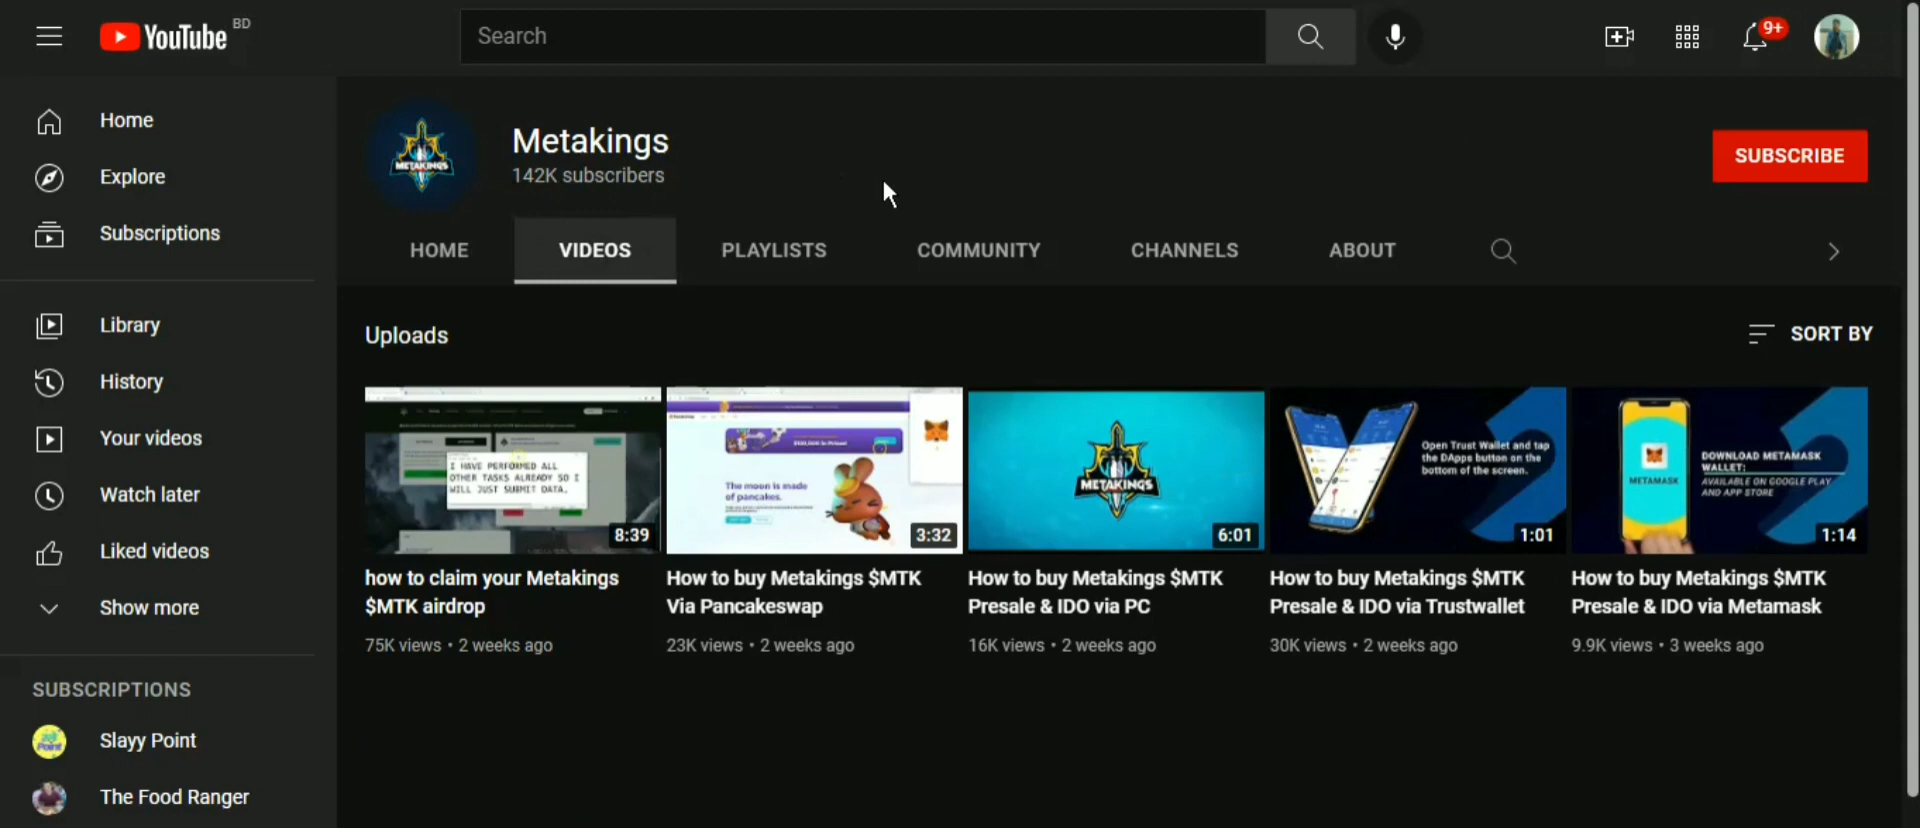 YouTube BD
Search
9+
Home
Explore
Subscriptions
Library
History
Your videos
Watch later
Liked videos
Show more
SUBSCRIPTIONS
Slayy Point
The Food Ranger
METAKINGS
Metakings
142K subscribers
SUBSCRIBE
HOME VIDEOS PLAYLISTS COMMUNITY CHANNELS ABOUT
Uploads
SORT BY
I HAVE PERFORMED ALL
OTHER TASKS ALREADY SO I
WILL JUST SUBMIT DATA.
8:39
how to claim your Metakings
$MTK airdrop
75K views • 2 weeks ago
The moon is made
of pancakes.
3:32
How to buy Metakings $MTK
Via Pancakeswap
23K views • 2 weeks ago
METAKINGS
6:01
How to buy Metakings $MTK
Presale & IDO via PC
16K views • 2 weeks ago
Open Trust Wallet and tap
the DApps button on the
bottom of the screen.
1:01
How to buy Metakings $MTK
Presale & IDO via Trustwallet
30K views • 2 weeks ago
METAMASK
DOWNLOAD METAMASK
WALLET:
AVAILABLE ON GOOGLE PLAY
AND APP STORE
1:14
How to buy Metakings $MTK
Presale & IDO via Metamask
9.9K views • 3 weeks ago